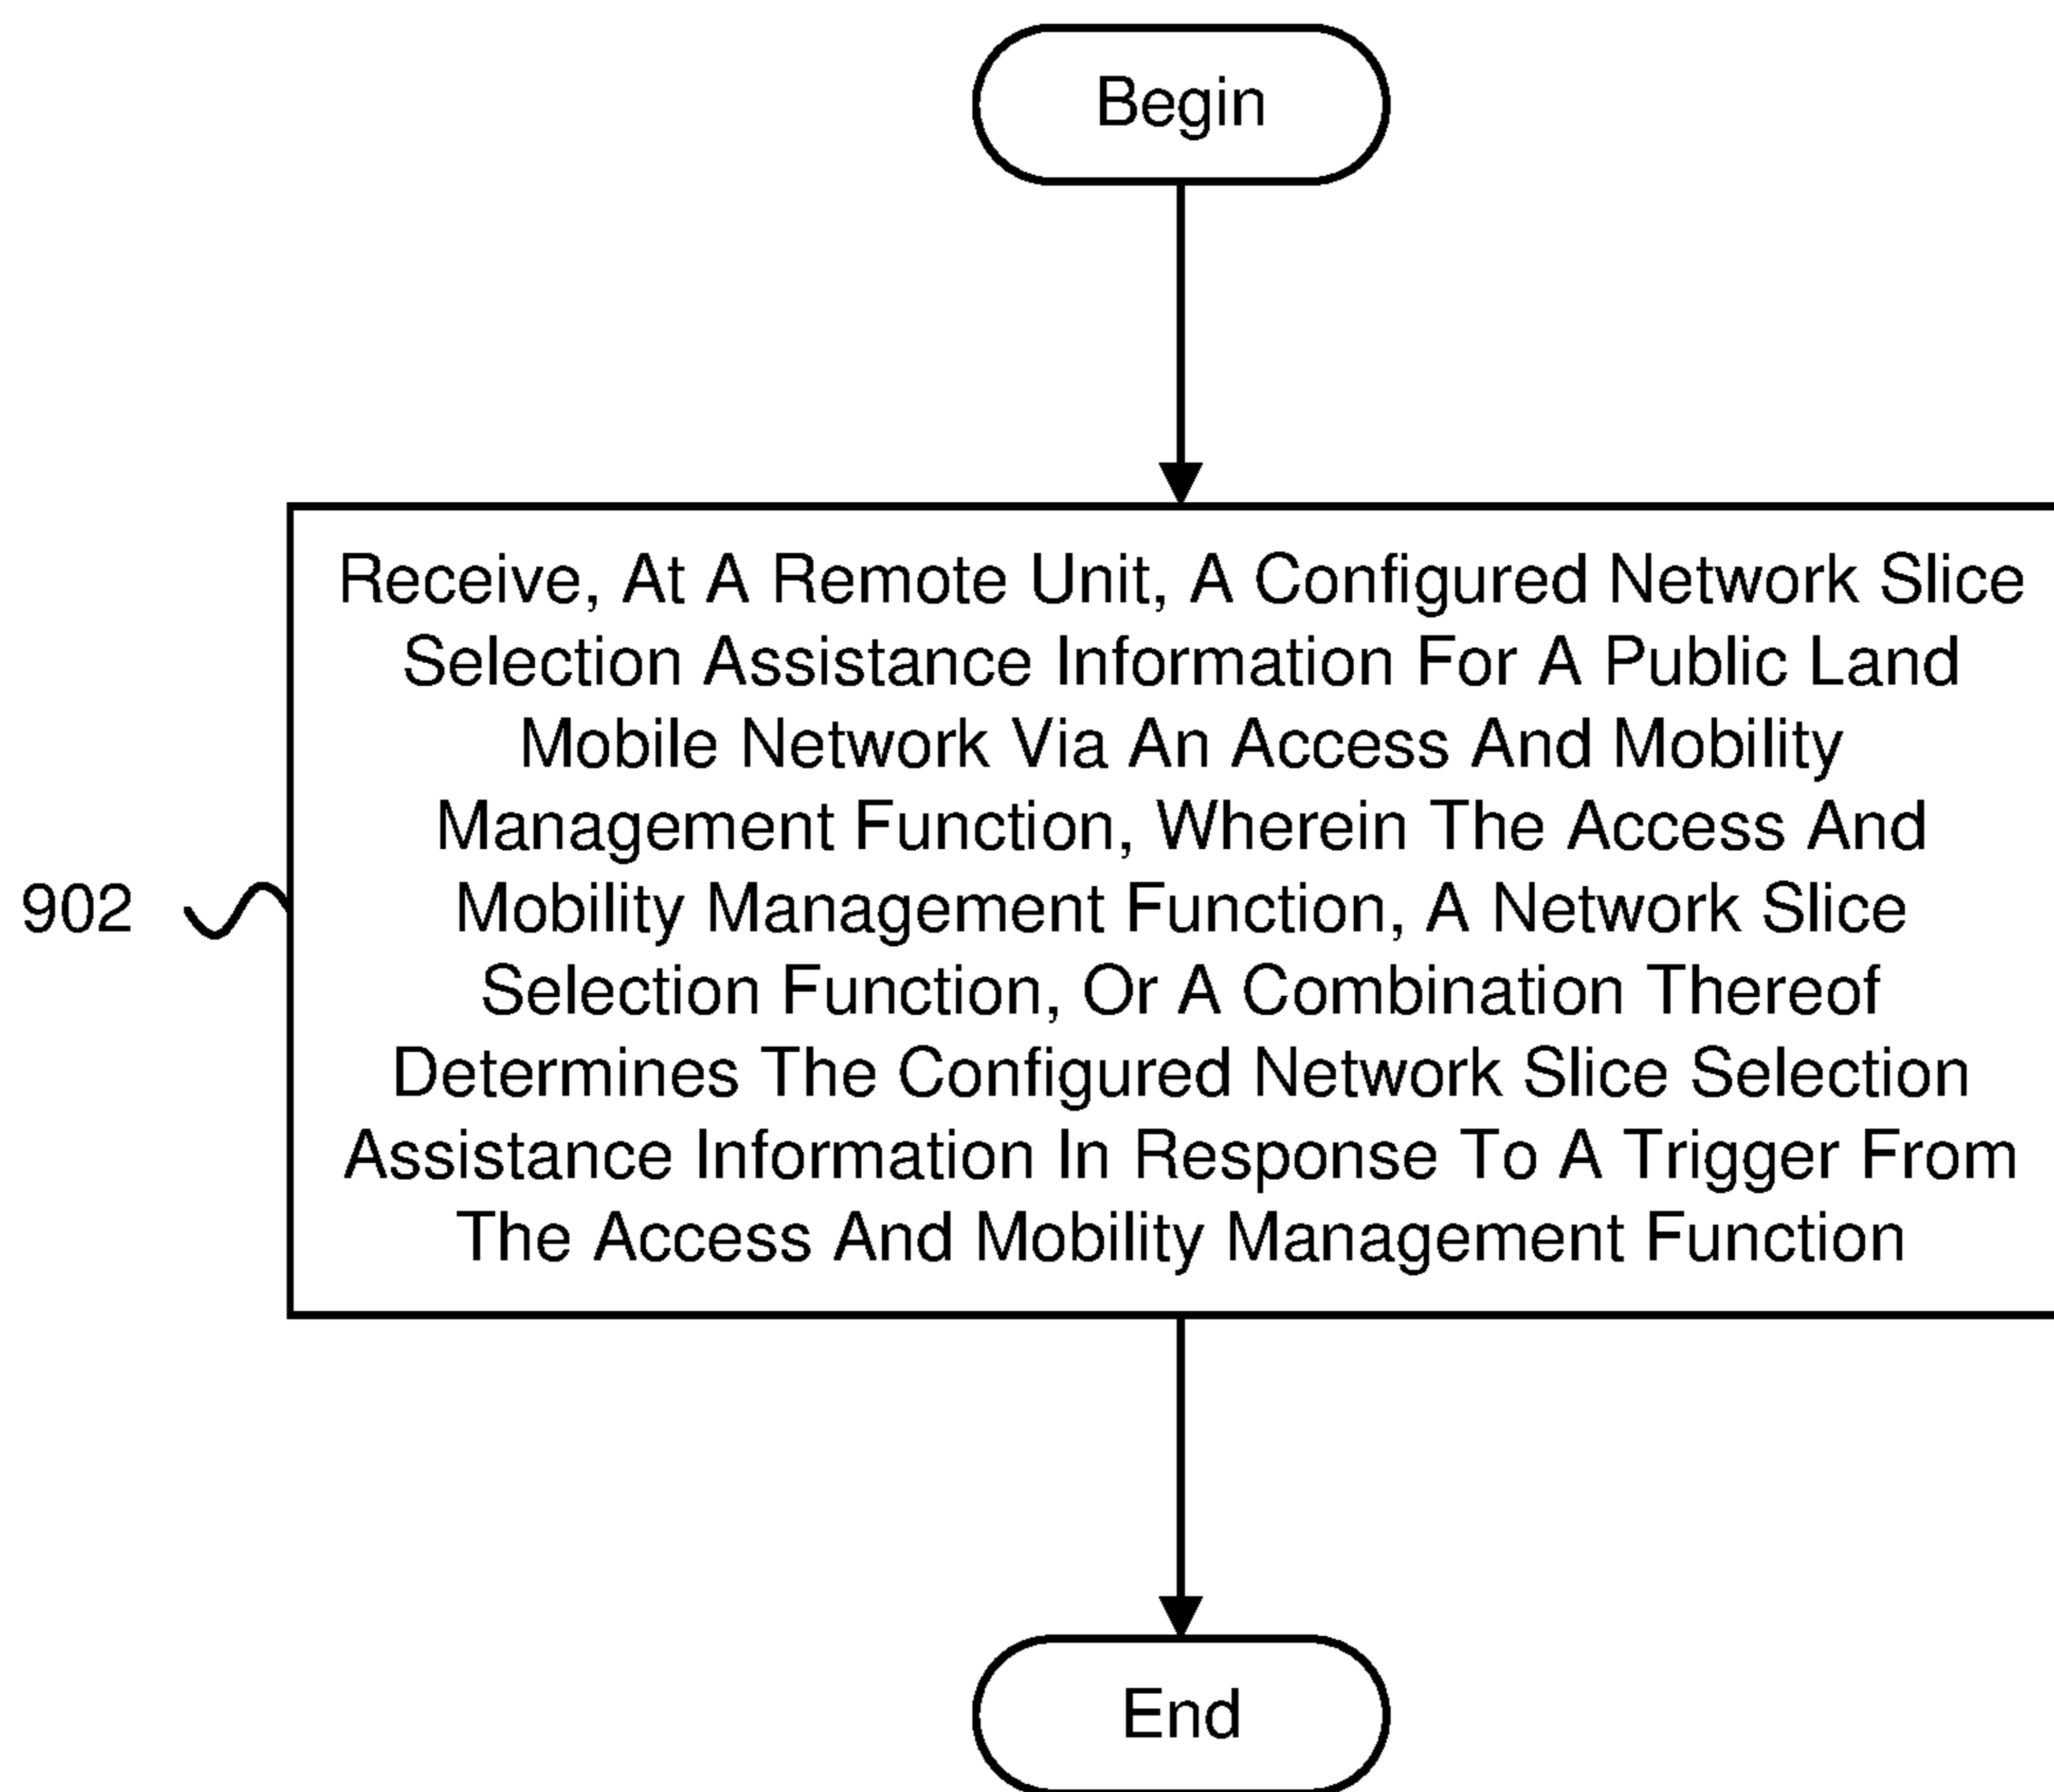 Begin
Receive, At A Remote Unit, A Configured Network Slice
Selection Assistance Information For A Public Land
Mobile Network Via An Access And Mobility
Management Function, Wherein The Access And
902
Mobility Management Function, A Network Slice
Selection Function, Or A Combination Thereof
Determines The Configured Network Slice Selection
Assistance Information In Response To A Trigger From
The Access And Mobility Management Function
End